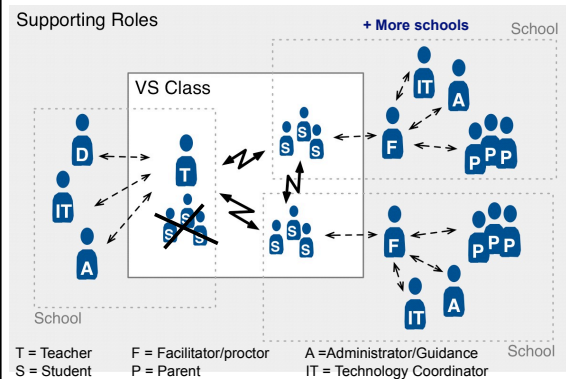 Supporting Roles
+ More schools
School
VS Class
IT
A
D
T
S
S S
F
P P P
IT
S
S S
A
S
S S
F
P P P
School
IT
A
School
T = Teacher F = Facilitator/proctor A =Administrator/Guidance
S = Student P = Parent IT = Technology Coordinator